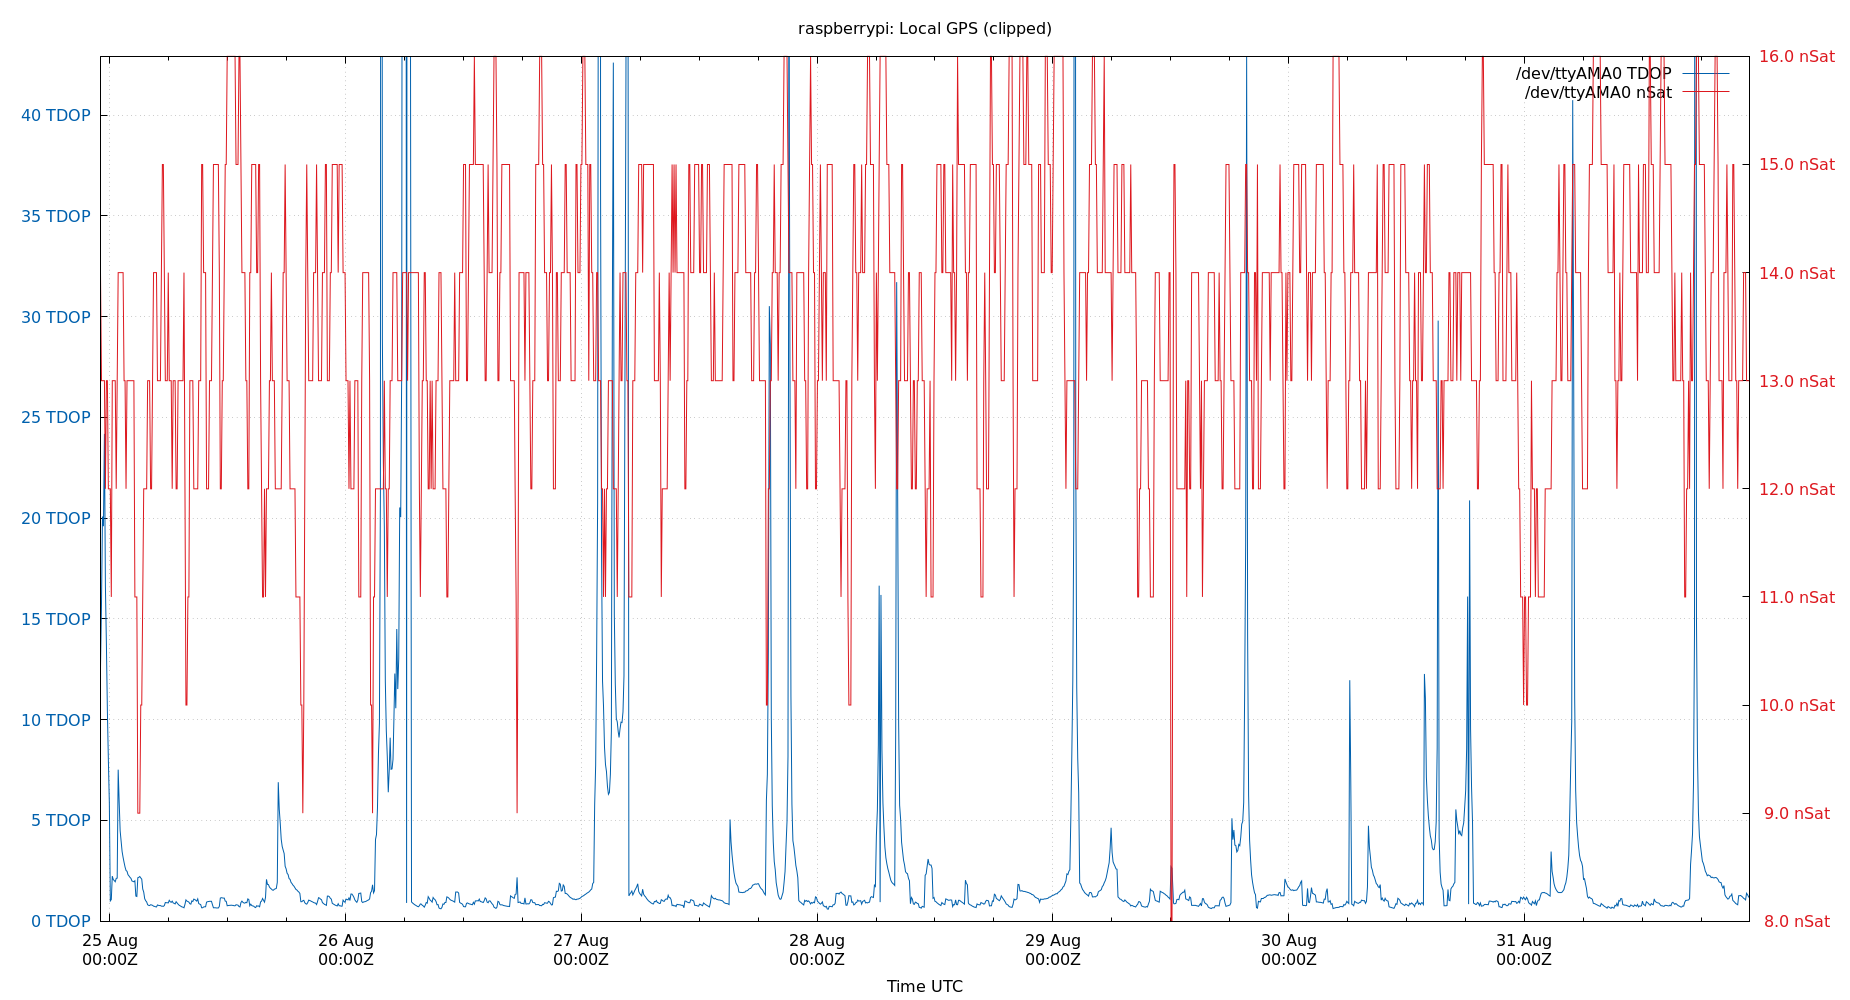 raspberrypi: Local GPS (clipped)
/dev/ttyAMA0 TDOP
/dev/ttyAMA0 nSat
40 TDOP
35 TDOP
30 TDOP
25 TDOP
20 TDOP
15 TDOP
10 TDOP
5 TDOP
0 TDOP
16.0 nSat
15.0 nSat
14.0 nSat
13.0 nSat
12.0 nSat
11.0 nSat
10.0 nSat
9.0 nSat
8.0 nSat
25 Aug
00:00Z
26 Aug
00:00Z
27 Aug
00:00Z
28 Aug
00:00Z
29 Aug
00:00Z
30 Aug
00:00Z
31 Aug
00:00Z
Time UTC